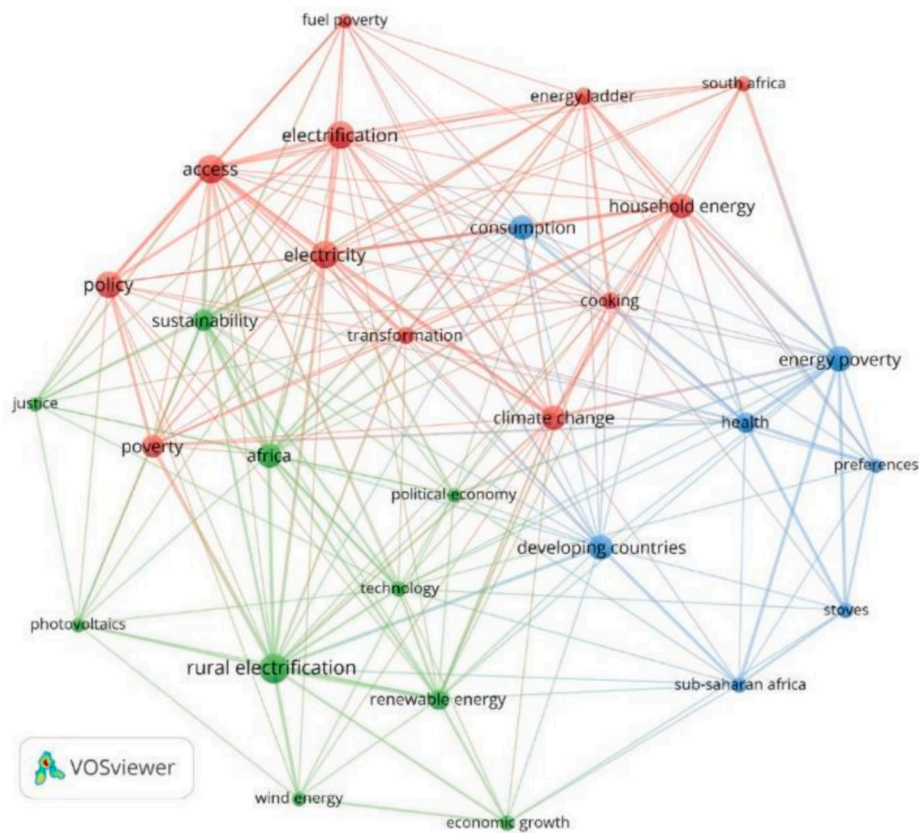 fuel poverty
south africa
energy ladder
electrification
access
household energy
consumption
electricity
policy
cooking
sustainability
transformation
energy poverty
justice
climate change
health
poverty
africa
preferences
political economy
developing countries
technology
stoves
photovoltaics
rural electrification
sub-saharan africa
renewable energy
VOSviewer
wind energy
economic growth